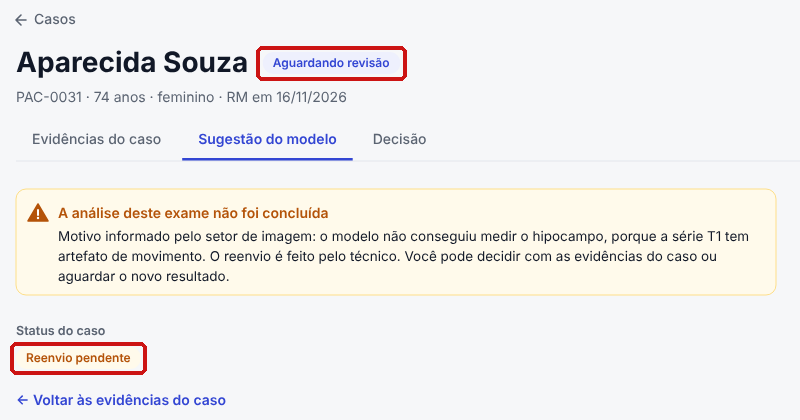 ← Casos
Aparecida Souza Aguardando revisão
PAC-0031 · 74 anos · feminino · RM em 16/11/2026
Evidências do caso Sugestão do modelo Decisão
A análise deste exame não foi concluída
Motivo informado pelo setor de imagem: o modelo não conseguiu medir o hipocampo, porque a série T1 tem
artefato de movimento. O reenvio é feito pelo técnico. Você pode decidir com as evidências do caso ou
aguardar o novo resultado.
Status do caso
Reenvio pendente
← Voltar às evidências do caso